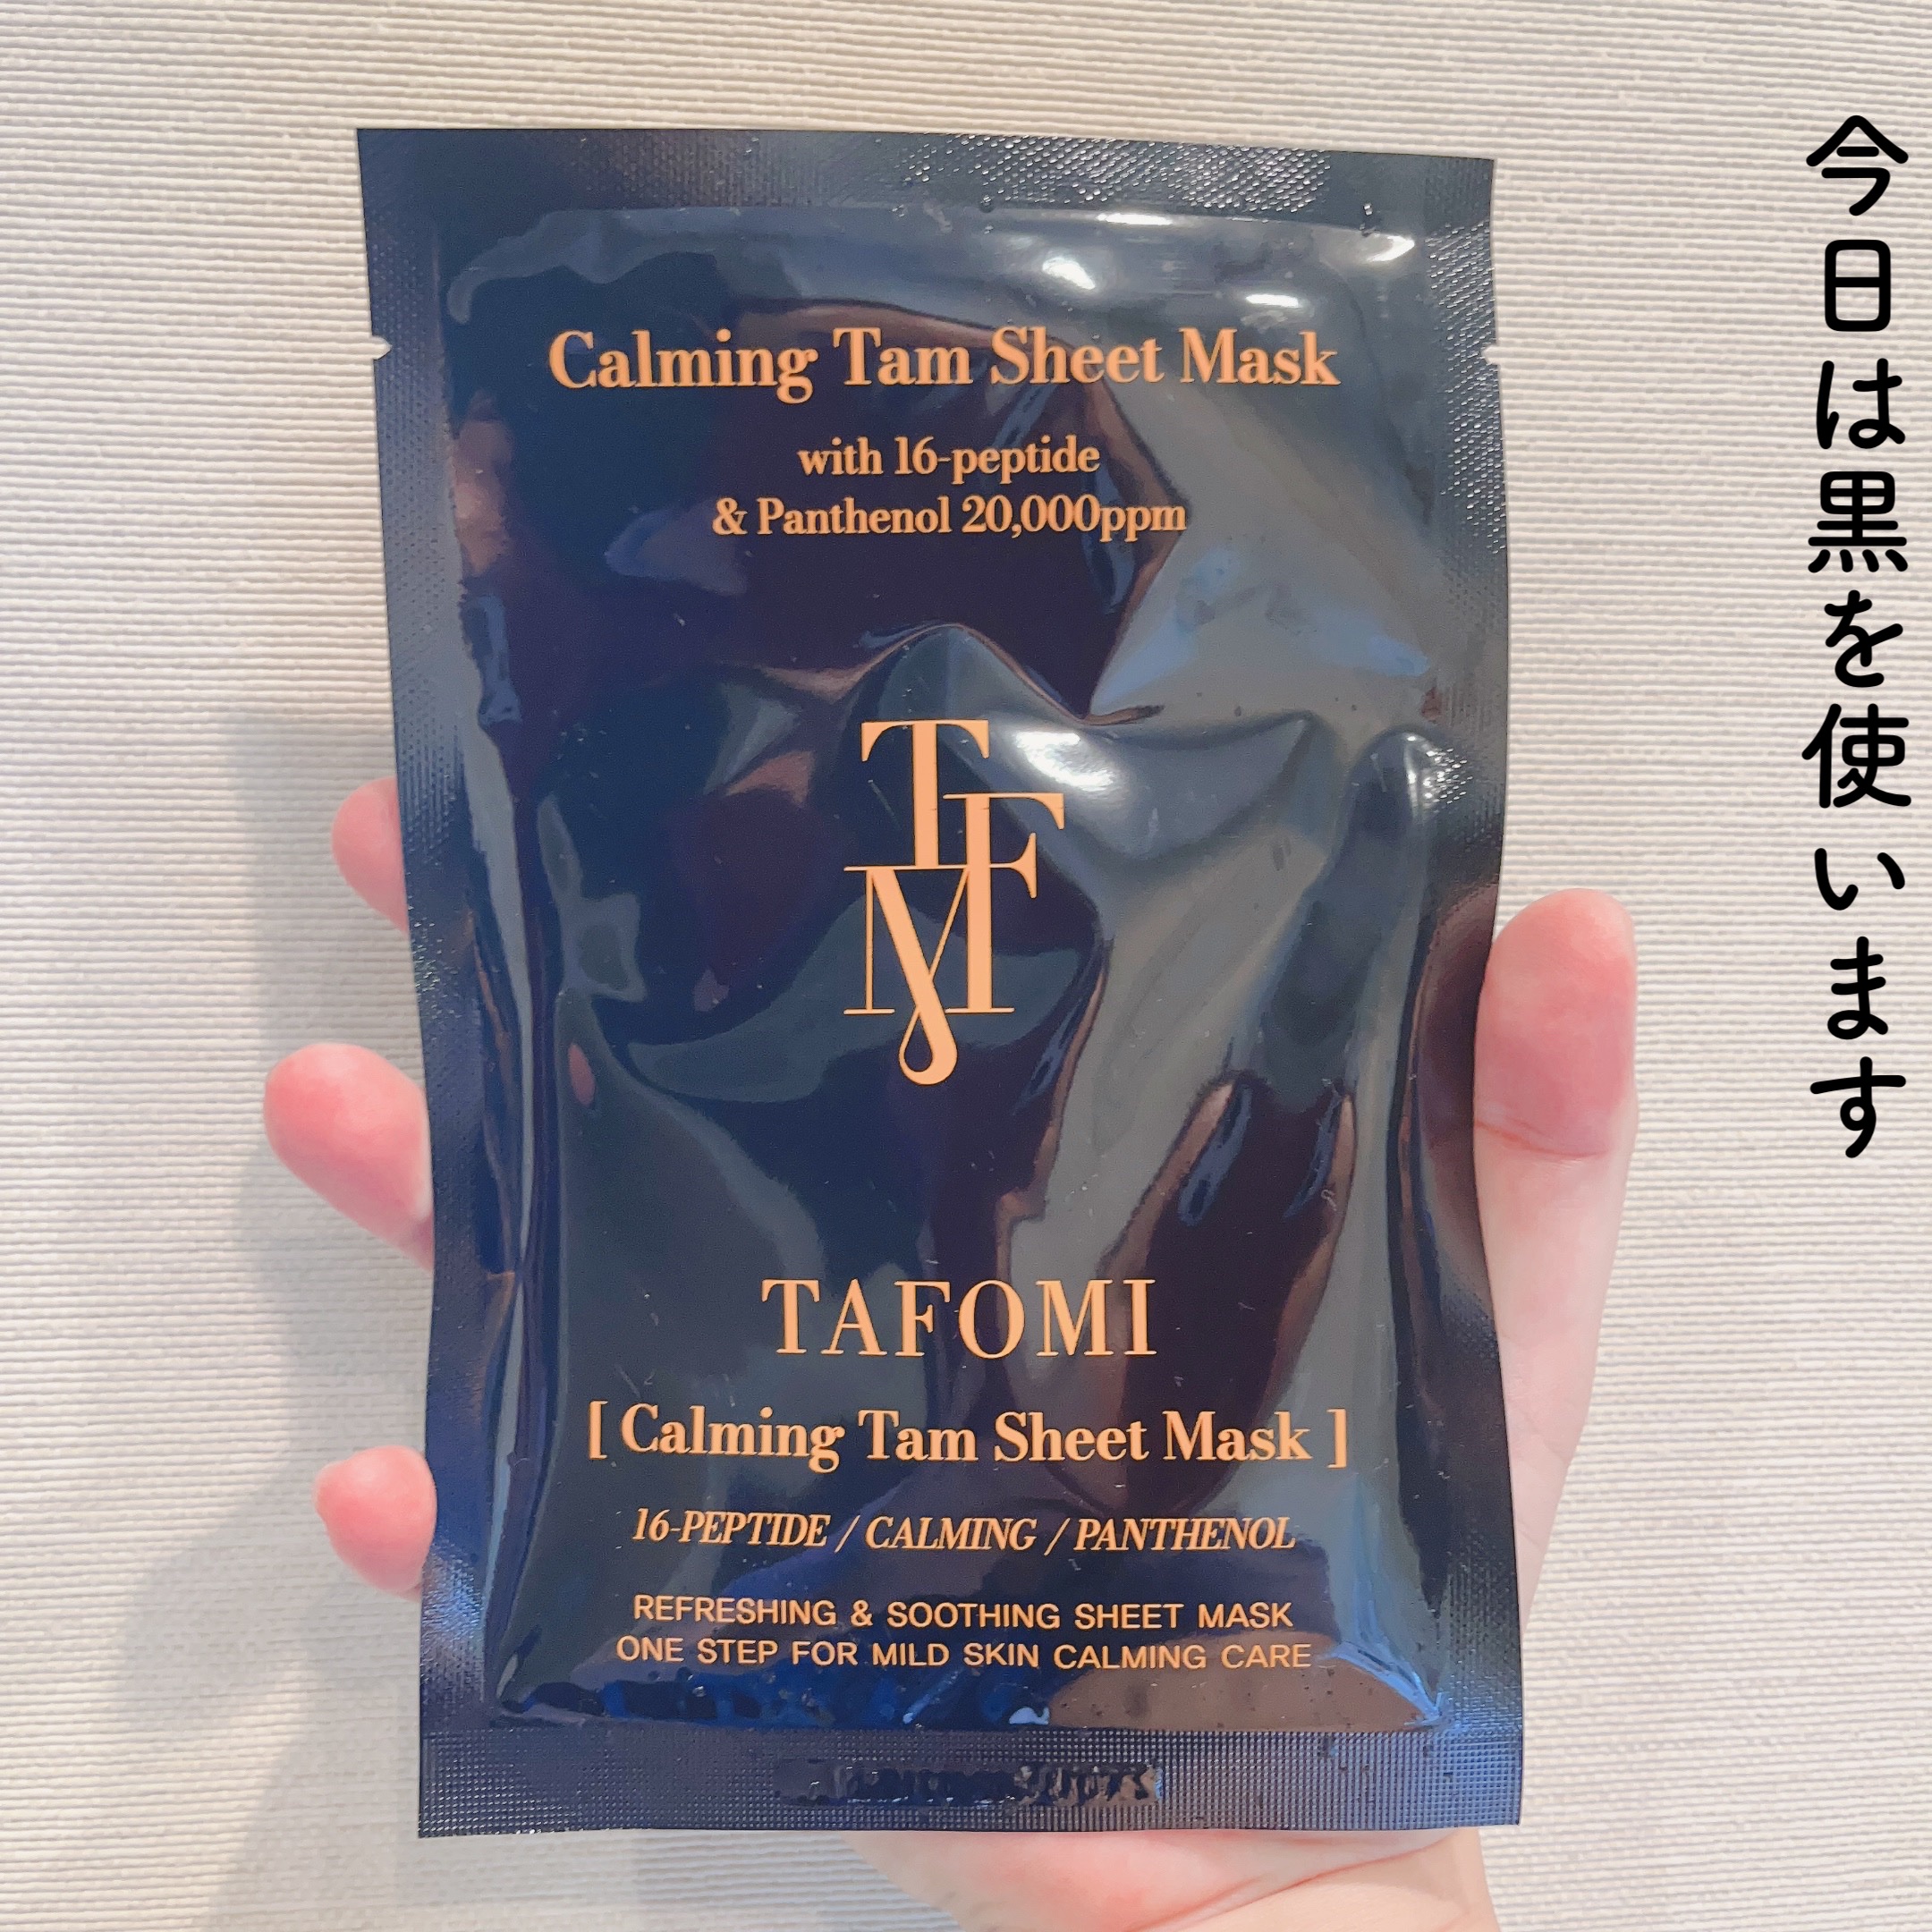 今日は黒を使います
Calming Tam Sheet Mask
with 16-peptide
& Panthenol 20,000ppm
TFM
TAFOMI
[ Calming Tam Sheet Mask ]
16-PEPTIDE / CALMING / PANTHENOL
REFRESHING & SOOTHING SHEET MASK
ONE STEP FOR MILD SKIN CALMING CARE